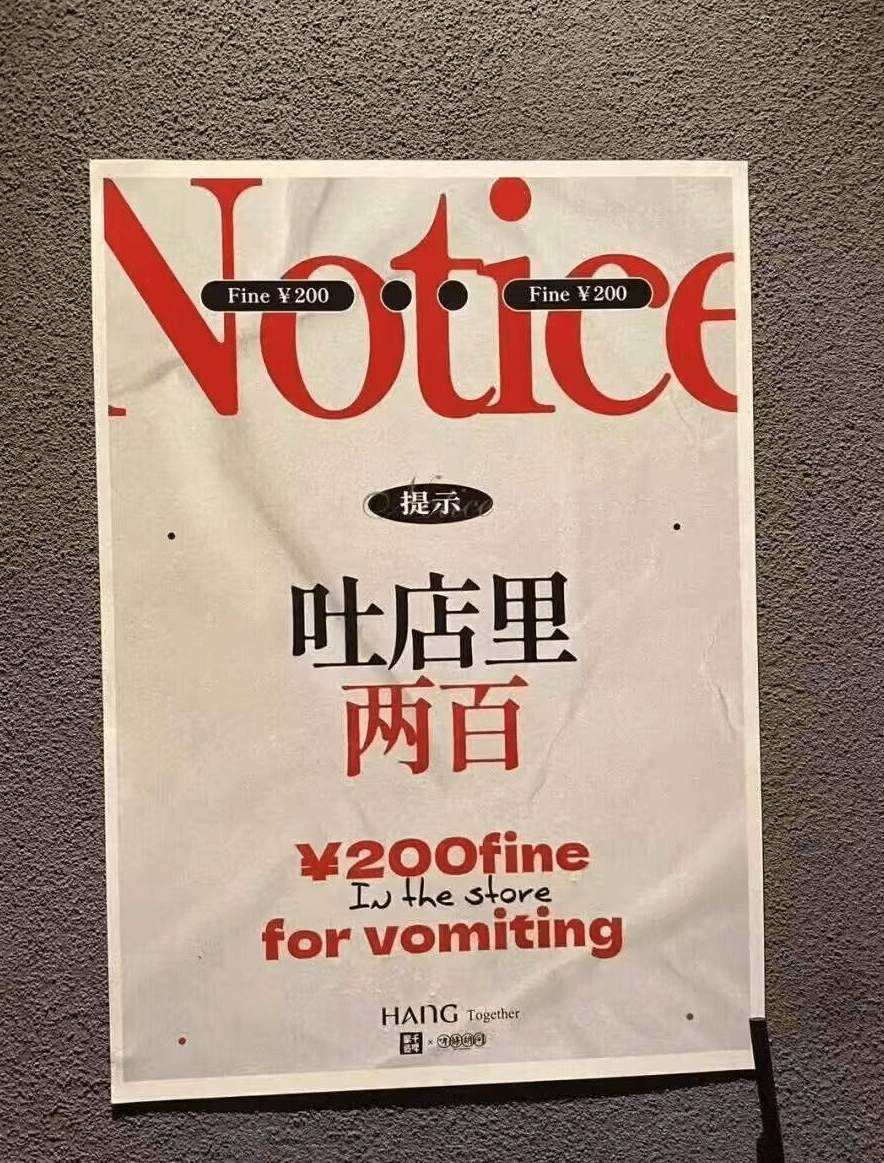 Notice
Fine ¥200 Fine ¥200
提示
吐店里
两百
¥200fine
In the store
for vomiting
HANG Together